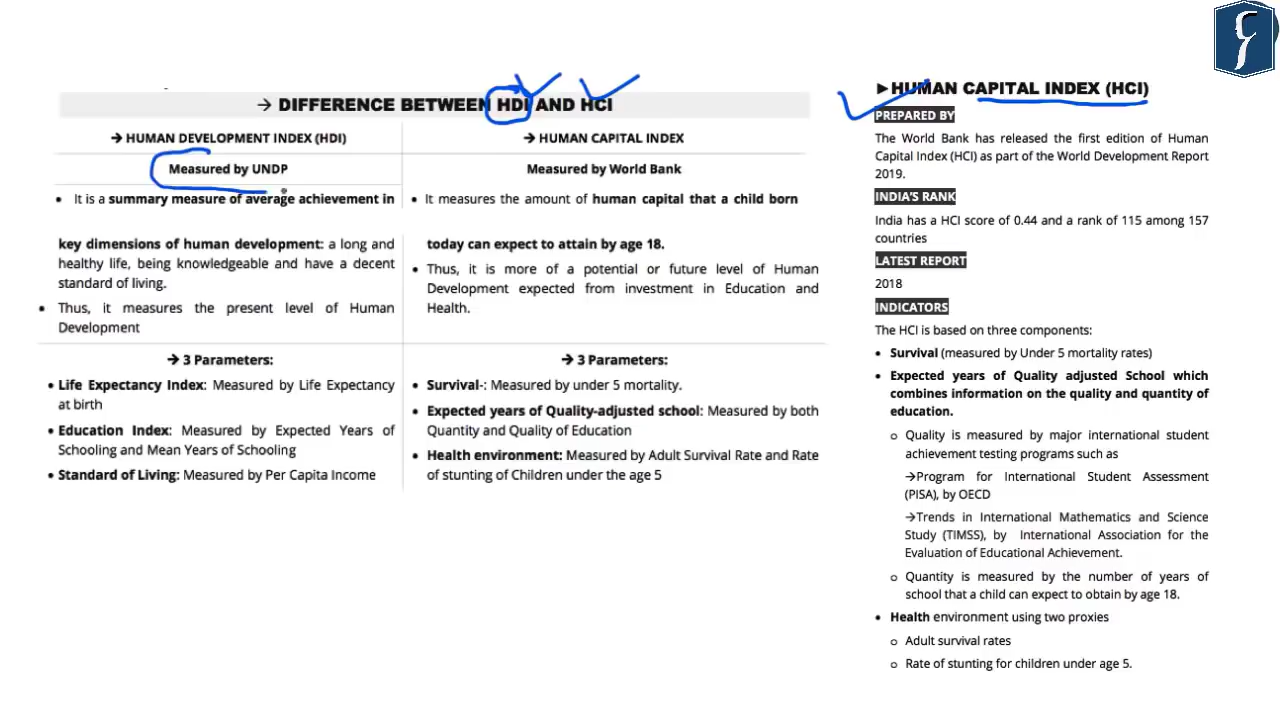 → DIFFERENCE BETWEEN HDI AND HCI
→ HUMAN DEVELOPMENT INDEX (HDI)
→ HUMAN CAPITAL INDEX
Measured by UNDP
Measured by World Bank
• It is a summary measure of average achievement in
key dimensions of human development: a long and
healthy life, being knowledgeable and have a decent
standard of living.
• Thus, it measures the present level of Human
Development
• It measures the amount of human capital that a child born
today can expect to attain by age 18.
• Thus, it is more of a potential or future level of Human
Development expected from investment in Education and
Health.
→ 3 Parameters:
• Life Expectancy Index: Measured by Life Expectancy
at birth
• Education Index: Measured by Expected Years of
Schooling and Mean Years of Schooling
• Standard of Living: Measured by Per Capita Income
→ 3 Parameters:
• Survival-: Measured by under 5 mortality.
• Expected years of Quality-adjusted school: Measured by both
Quantity and Quality of Education
• Health environment: Measured by Adult Survival Rate and Rate
of stunting of Children under the age 5
►HUMAN CAPITAL INDEX (HCI)
PREPARED BY
The World Bank has released the first edition of Human
Capital Index (HCI) as part of the World Development Report
2019.
INDIA'S RANK
India has a HCI score of 0.44 and a rank of 115 among 157
countries
LATEST REPORT
2018
INDICATORS
The HCI is based on three components:
• Survival (measured by Under 5 mortality rates)
• Expected years of Quality adjusted School which
combines information on the quality and quantity of
education.
o Quality is measured by major international student
achievement testing programs such as
→Program for International Student Assessment
(PISA), by OECD
→Trends in International Mathematics and Science
Study (TIMSS), by International Association for the
Evaluation of Educational Achievement.
o Quantity is measured by the number of years of
school that a child can expect to obtain by age 18.
• Health environment using two proxies
o Adult survival rates
o Rate of stunting for children under age 5.